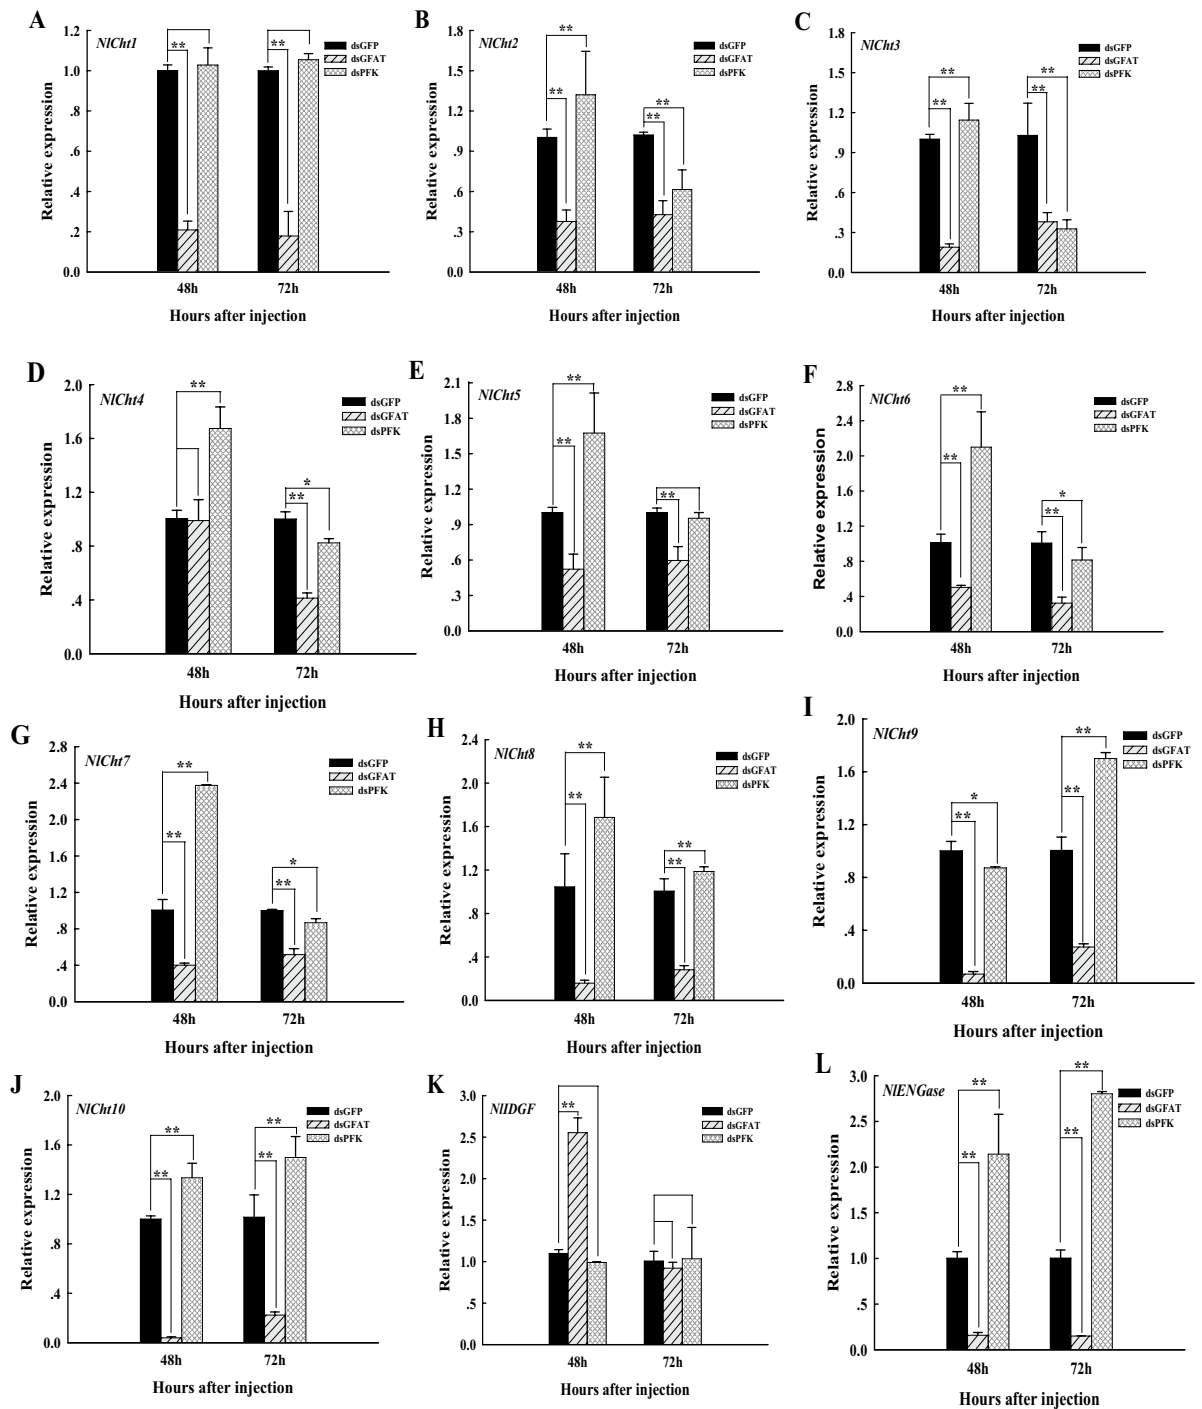 A
NlCht1
Relative expression
1.2
1.0
.8
.6
.4
.2
0.0
**
**
dsGFP
dsGFAT
dsPFK
48h 72h
Hours after injection
B
NlCht2
Relative expression
1.8
1.5
1.2
.9
.6
.3
0.0
**
**
**
**
dsGFP
dsGFAT
dsPFK
48h 72h
Hours after injection
C
NlCht3
Relative expression
1.8
1.5
1.2
.9
.6
.3
0.0
**
**
**
**
dsGFP
dsGFAT
dsPFK
48h 72h
Hours after injection
D
NlCht4
Relative expression
2.0
1.6
1.2
.8
.4
0.0
**
*
**
dsGFP
dsGFAT
dsPFK
48h 72h
Hours after injection
E
NlCht5
Relative expression
2.1
1.8
1.5
1.2
.9
.6
.3
0.0
**
**
**
dsGFP
dsGFAT
dsPFK
48h 72h
Hours after injection
F
NlCht6
Relative expression
2.8
2.4
2.0
1.6
1.2
.8
.4
0.0
**
**
*
**
dsGFP
dsGFAT
dsPFK
48h 72h
Hours after injection
G
NlCht7
Relative expression
2.8
2.4
2.0
1.6
1.2
.8
.4
0.0
**
**
*
**
dsGFP
dsGFAT
dsPFK
48h 72h
Hours after injection
H
NlCht8
Relative expression
2.4
2.0
1.6
1.2
.8
.4
0.0
**
**
**
**
dsGFP
dsGFAT
dsPFK
48h 72h
Hours after injection
I
NlCht9
Relative expression
2.0
1.6
1.2
.8
.4
0.0
*
**
**
**
dsGFP
dsGFAT
dsPFK
48h 72h
Hours after injection
J
NlCht10
Relative expression
2.0
1.6
1.2
.8
.4
0.0
**
**
**
**
dsGFP
dsGFAT
dsPFK
48h 72h
Hours after injection
K
NlIDGF
Relative expression
3.0
2.5
2.0
1.5
1.0
.5
0.0
**
dsGFP
dsGFAT
dsPFK
48h 72h
Hours after injection
L
NlENGase
Relative expression
3.0
2.5
2.0
1.5
1.0
.5
0.0
**
**
**
**
dsGFP
dsGFAT
dsPFK
48h 72h
Hours after injection